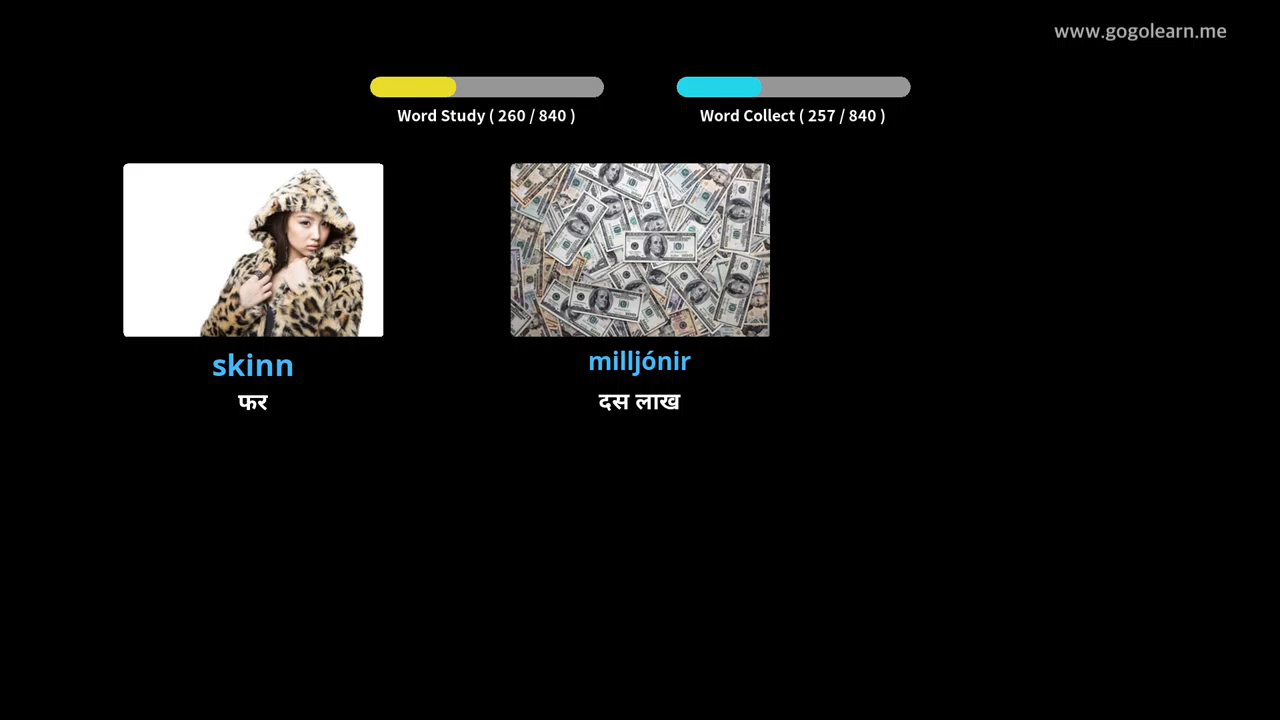 www.gogolearn.me
Word Study ( 260 / 840 )
Word Collect ( 257 / 840 )
skinn
फर
milljónir
दस लाख